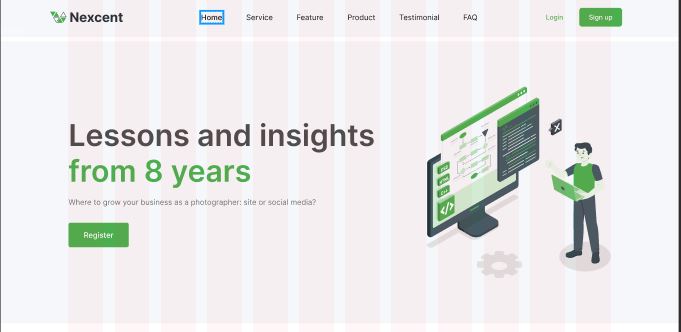 Nexcent
Home Service Feature Product Testimonial FAQ
Login
Sign up
Lessons and insights
from 8 years
Where to grow your business as a photographer: site or social media?
Register